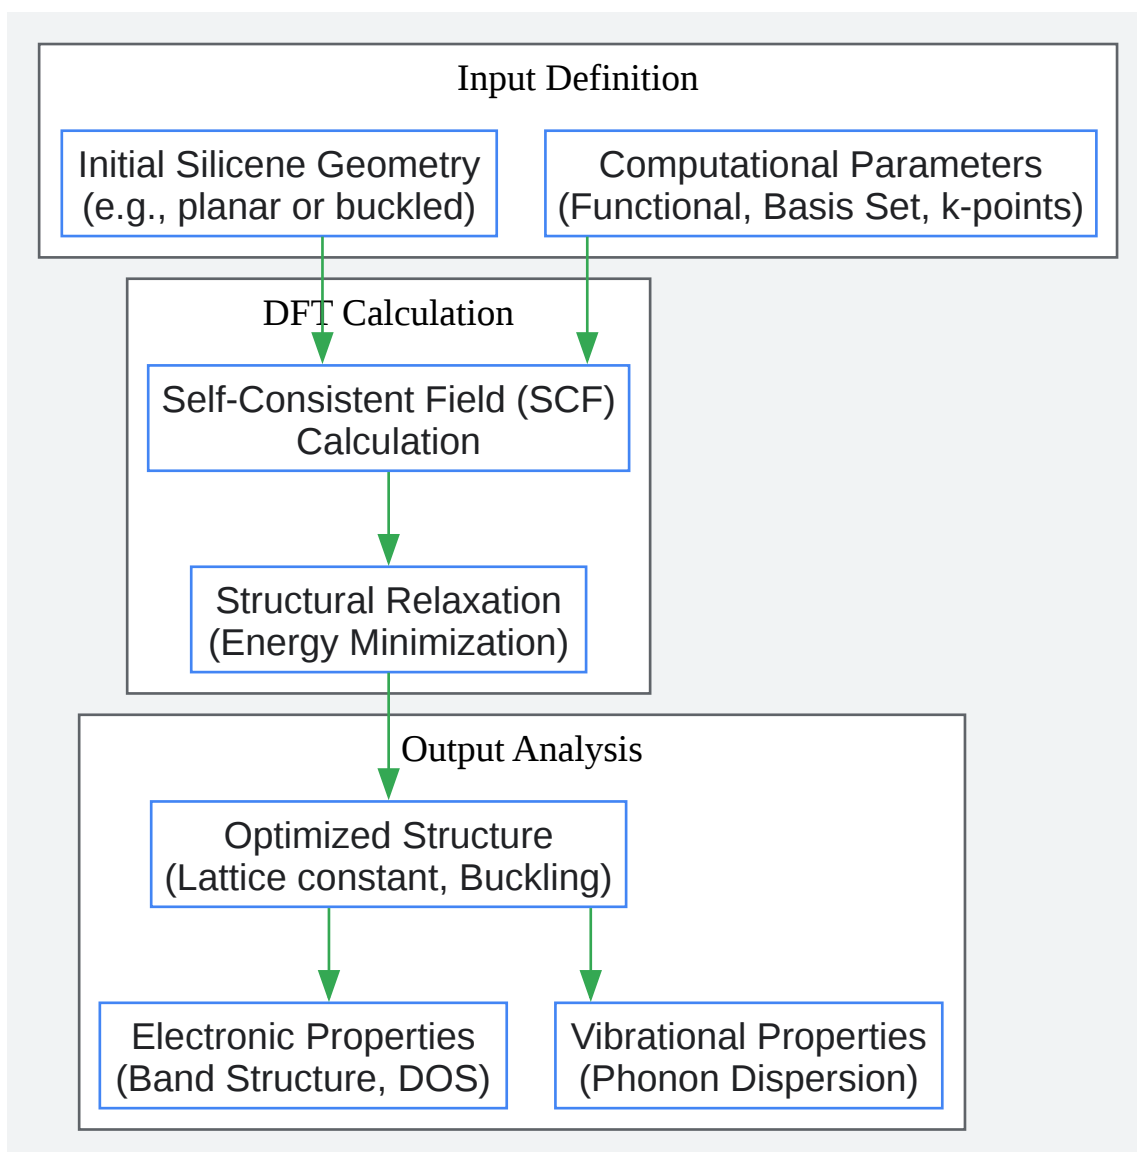 Input Definition
Initial Silicene Geometry
(e.g., planar or buckled)
Computational Parameters
(Functional, Basis Set, k-points)
DFT Calculation
Self-Consistent Field (SCF)
Calculation
Structural Relaxation
(Energy Minimization)
Output Analysis
Optimized Structure
(Lattice constant, Buckling)
Electronic Properties
(Band Structure, DOS)
Vibrational Properties
(Phonon Dispersion)